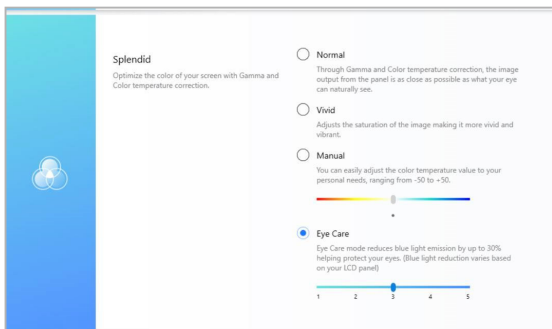 Splendid
Optimize the color of your screen with Gamma and
Color temperature correction.
Normal
Through Gamma and Color temperature correction, the image
output from the panel is as close as possible as what your eye
can naturally see.
Vivid
Adjusts the saturation of the image making it more vivid and
vibrant.
Manual
You can easily adjust the color temperature value to your
personal needs, ranging from -50 to +50.
Eye Care
Eye Care mode reduces blue light emission by up to 30%
helping protect your eyes. (Blue light reduction varies based
on your LCD panel)
1 2 3 4 5